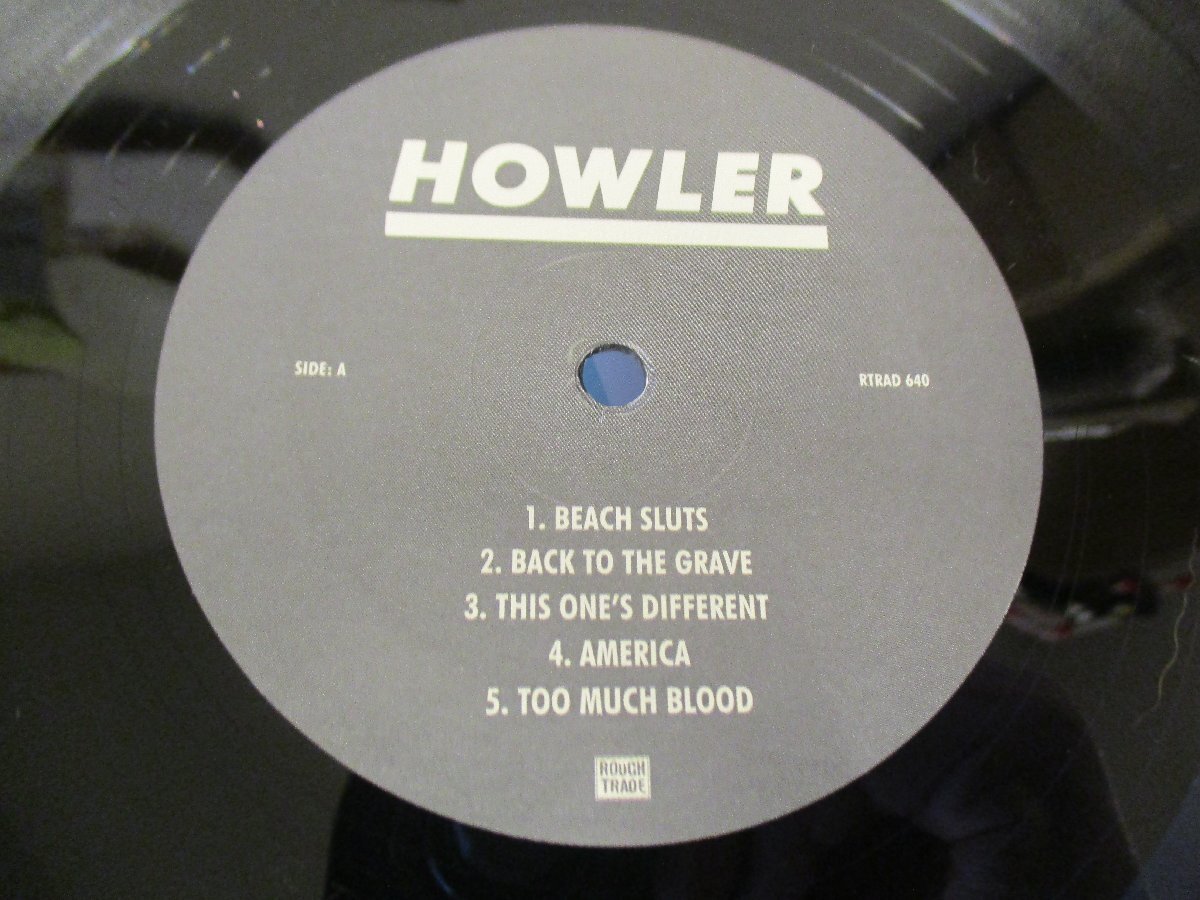 HOWLER
SIDE: A
RTRAD 640
1. BEACH SLUTS
2. BACK TO THE GRAVE
3. THIS ONE'S DIFFERENT
4. AMERICA
5. TOO MUCH BLOOD
ROUGH
TRADE